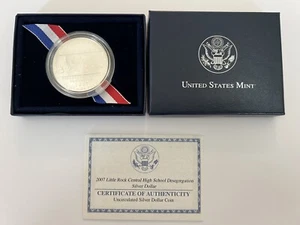 UNITED STATES MINT
2007 Little Rock Central High School Desegregation
Silver Dollar
CERTIFICATE OF AUTHENTICITY
Uncirculated Silver Dollar Coin